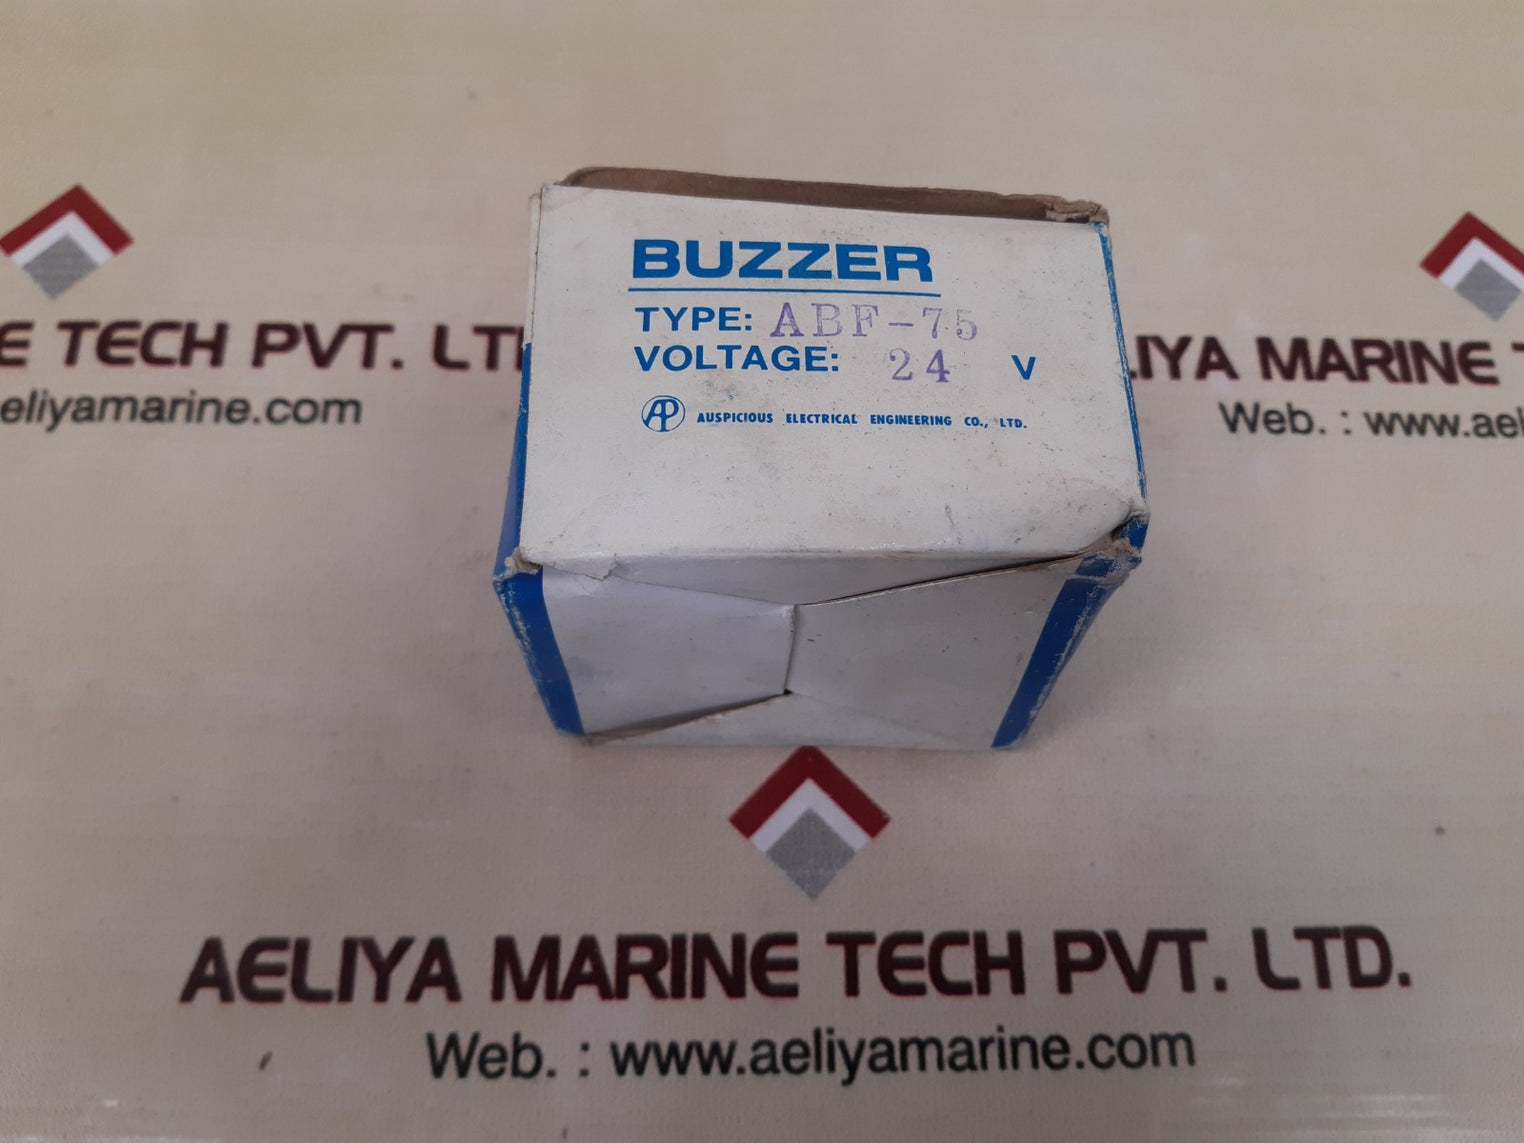 BUZZER
TYPE: ABF-75
VOLTAGE: 24 V
AP AUSPICIOUS ELECTRICAL ENGINEERING CO., LTD.
E TECH PVT. LT
eliyamarine.com
LIYA MARINE T
Web. : www.ael
AELIYA MARINE TECH PVT. LTD.
Web. : www.aeliyamarine.com